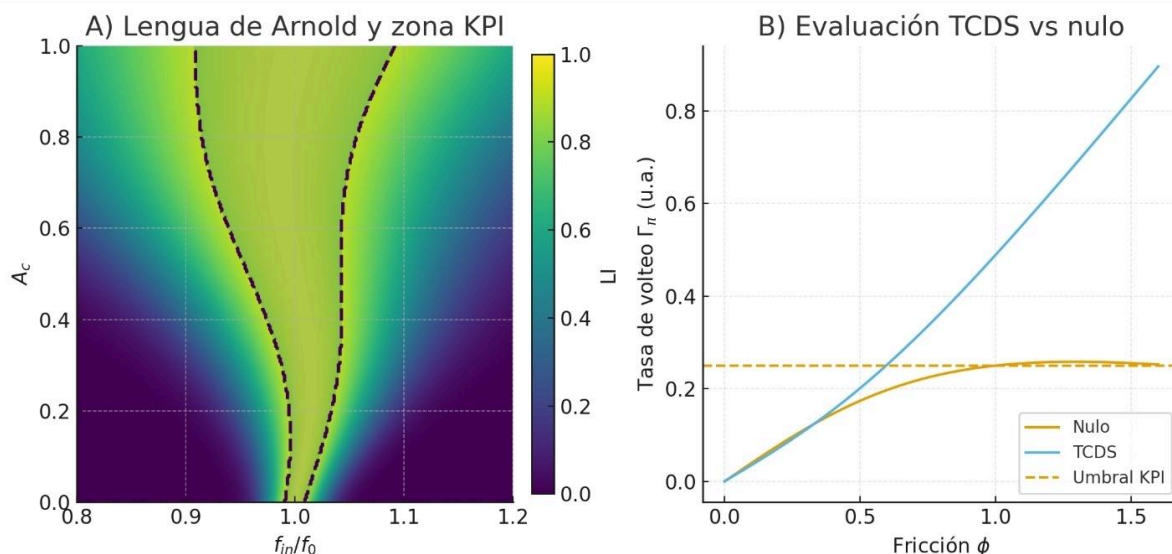 A) Lengua de Arnold y zona KPI
1.0
0.8
0.6
0.4
0.2
0.0
A_c
0.8 0.9 1.0 1.1 1.2
f_in/f_0
1.0
0.8
0.6
0.4
0.2
0.0
LI
B) Evaluación TCDS vs nulo
Tasa de volteo Γ_π (u.a.)
0.8
0.6
0.4
0.2
0.0
Nulo
TCDS
Umbral KPI
0.0 0.5 1.0 1.5
Fricción ϕ